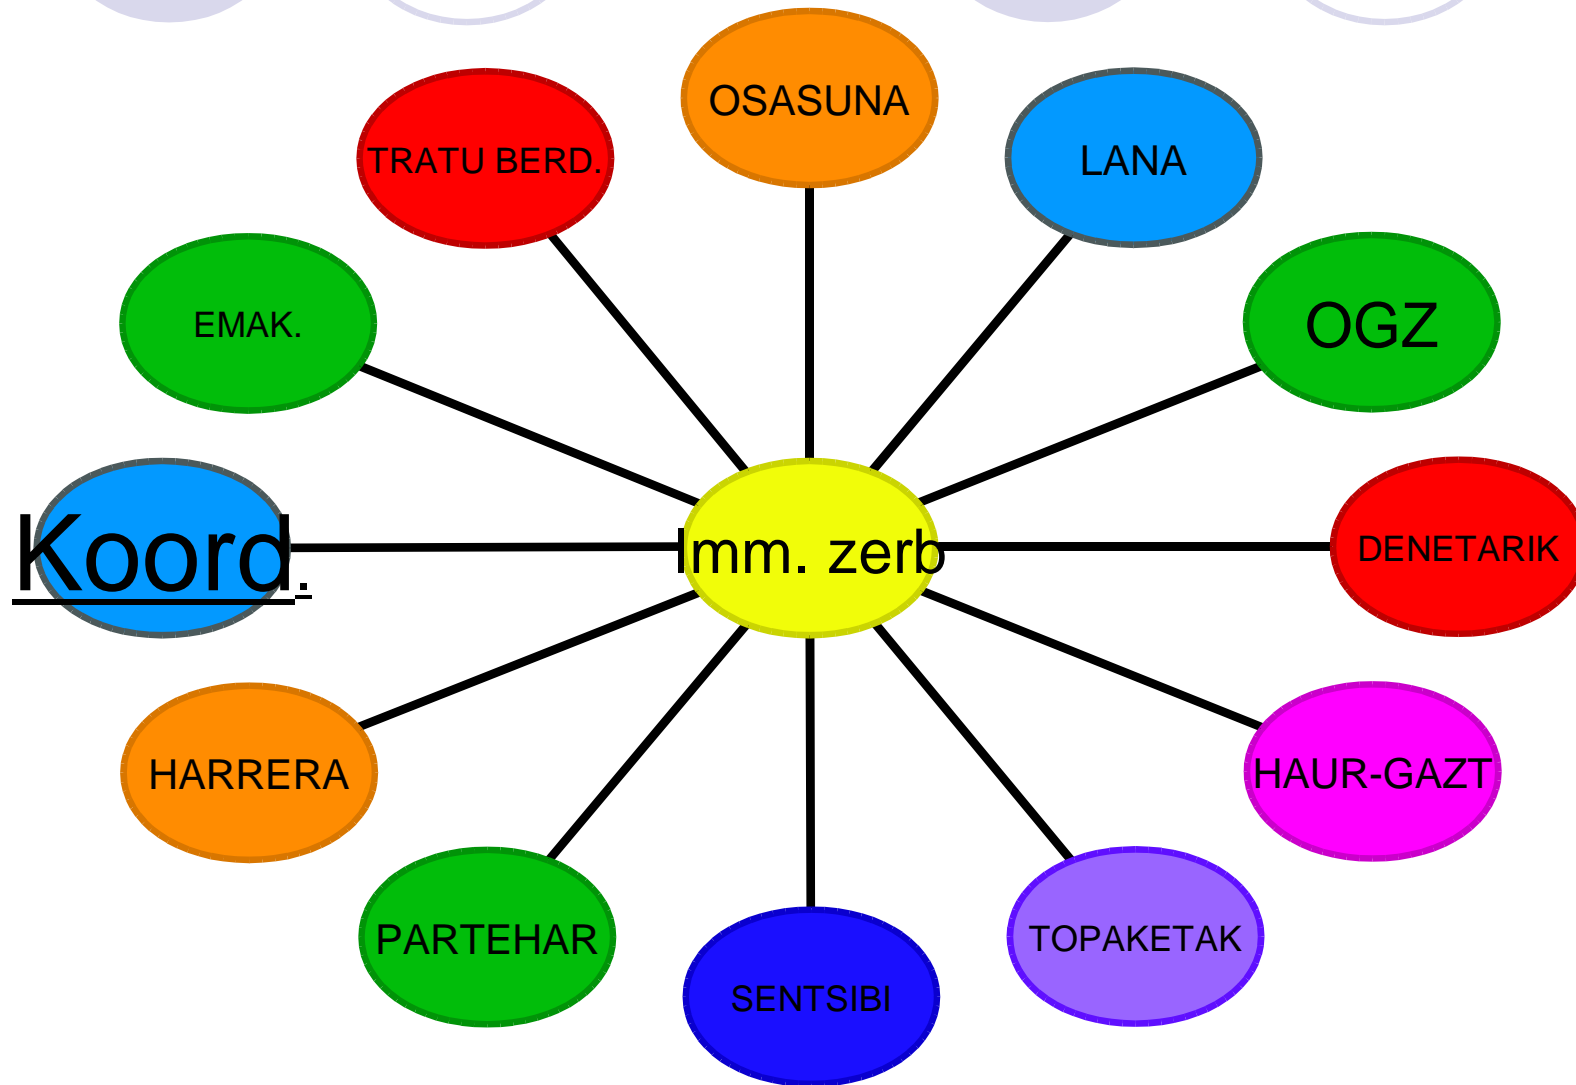 OSASUNA
TRATU BERD.
LANA
EMAK.
OGZ
Koord.
Imm. zerb
DENETARIK
HARRERA
HAUR-GAZT
PARTEHAR
TOPAKETAK
SENTSIBI